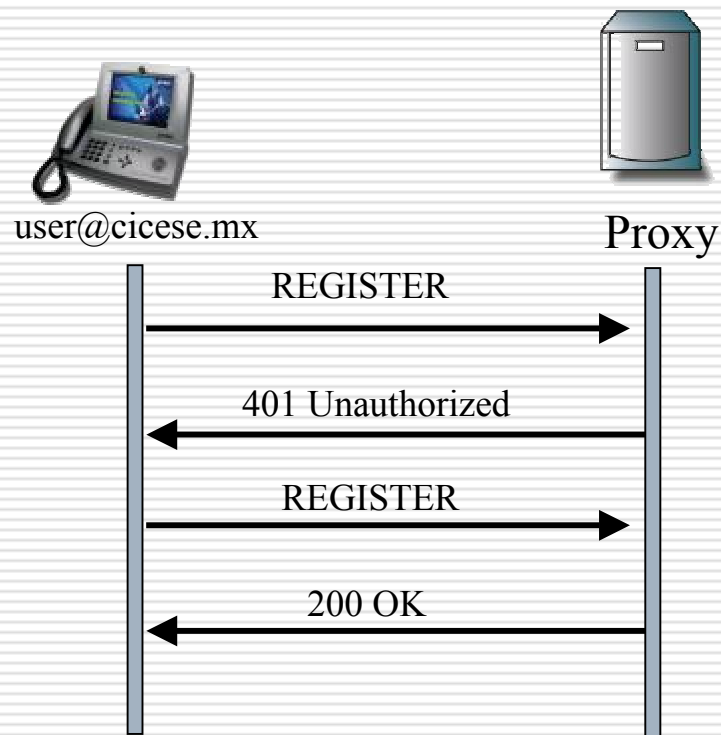 user@cicese.mx
Proxy
REGISTER
401 Unauthorized
REGISTER
200 OK